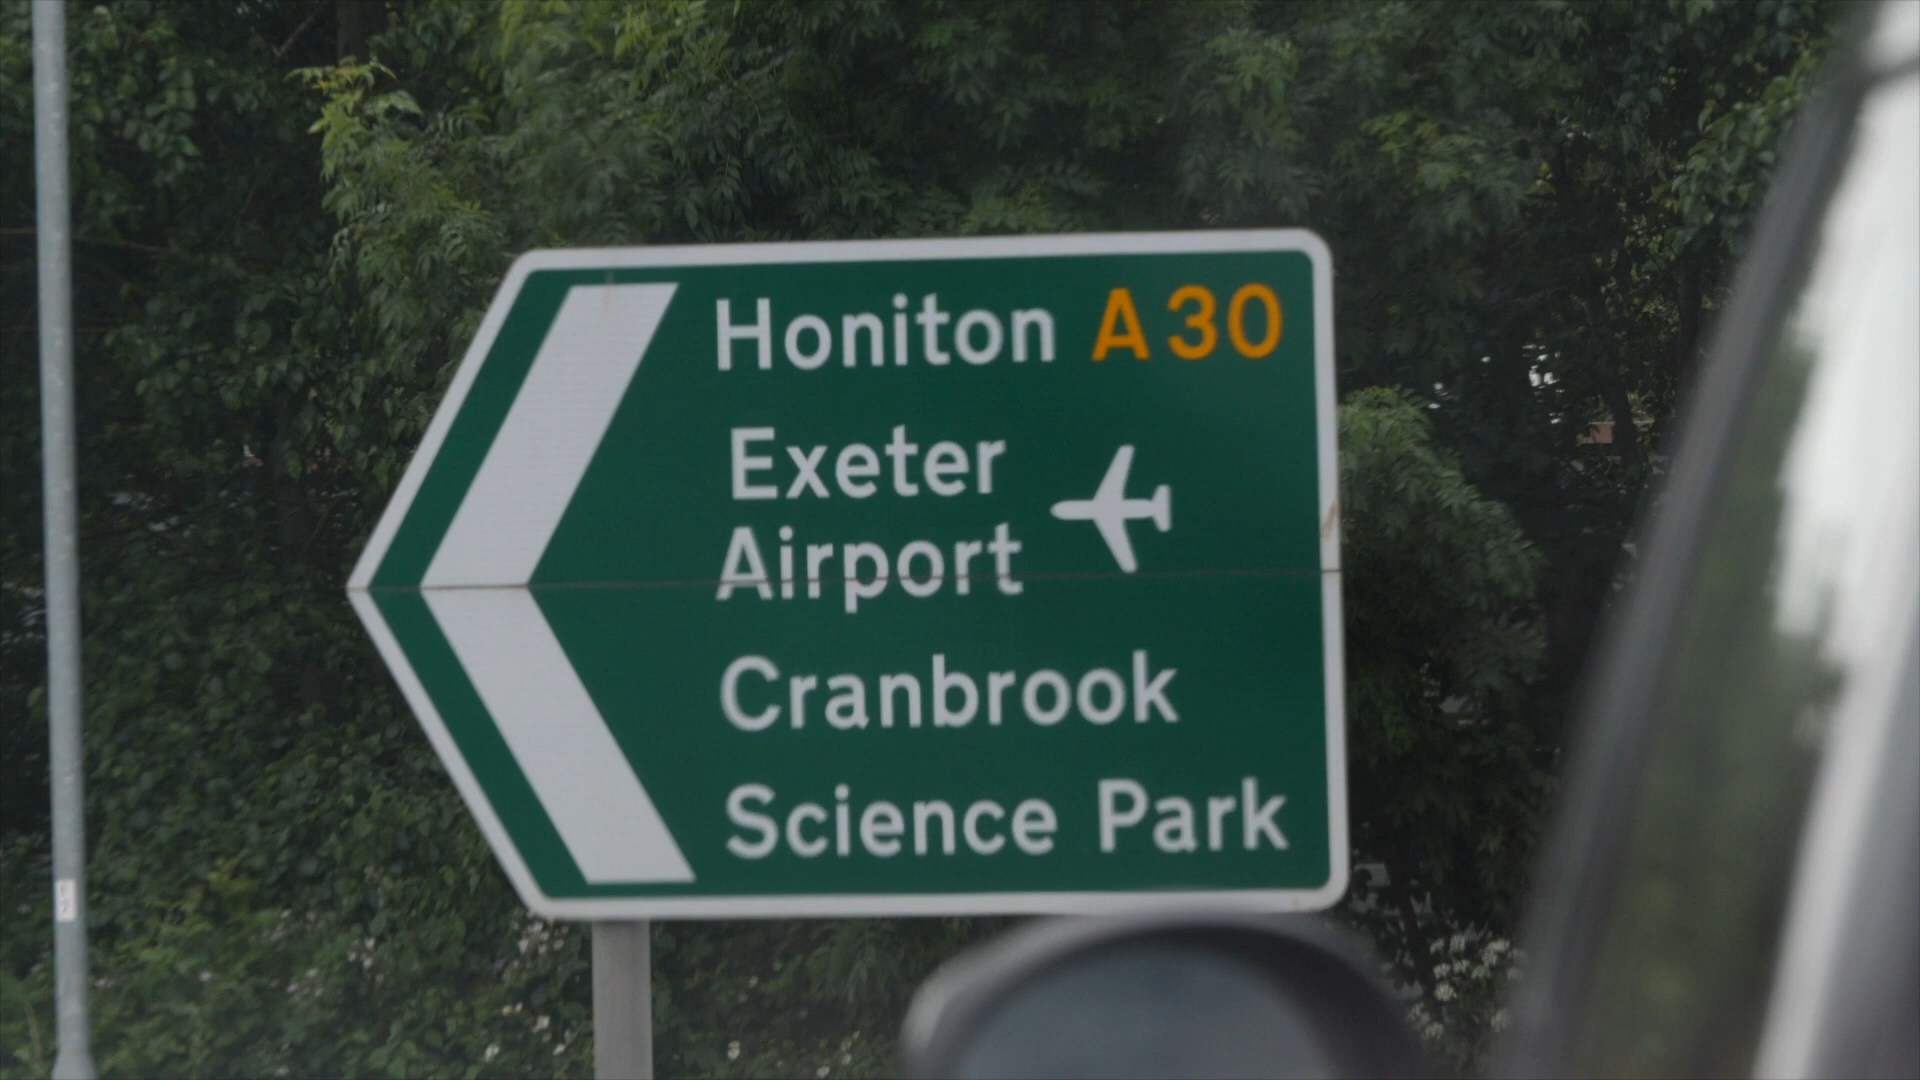 Honiton A30
Exeter
Airport
Cranbrook
Science Park